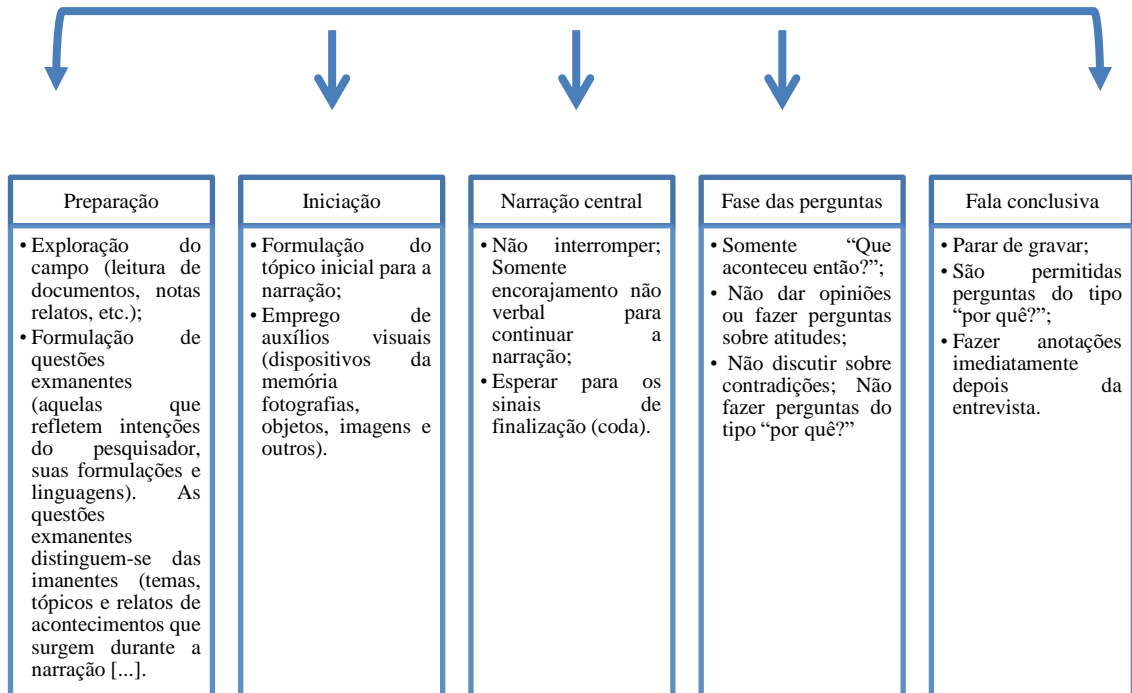 Preparação
• Exploração do
campo (leitura de
documentos, notas
relatos, etc.);
• Formulação de
questões
exmanentes
(aquelas que
refletem intenções
do pesquisador,
suas formulações e
linguagens). As
questões
exmanentes
distinguem-se das
imanentes (temas,
tópicos e relatos de
acontecimentos que
surgem durante a
narração [...].
Iniciação
• Formulação do
tópico inicial para a
narração;
• Emprego de
auxílios visuais
(dispositivos da
memória
fotografias,
objetos, imagens e
outros).
Narração central
• Não interromper;
Somente
encorajamento não
verbal para
continuar a
narração;
• Esperar para os
sinais de
finalização (coda).
Fase das perguntas
• Somente “Que
aconteceu então?”;
• Não dar opiniões
ou fazer perguntas
sobre atitudes;
• Não discutir sobre
contradições; Não
fazer perguntas do
tipo “por quê?”
Fala conclusiva
• Parar de gravar;
• São permitidas
perguntas do tipo
“por quê?”;
• Fazer anotações
imediatamente
depois da
entrevista.